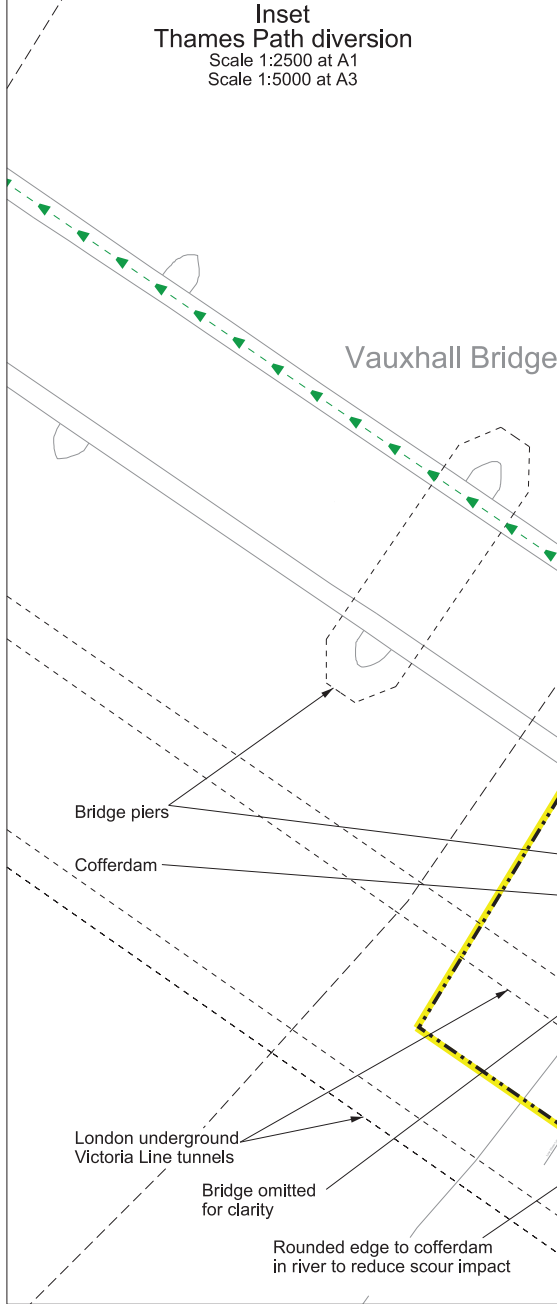 Inset
Thames Path diversion
Scale 1:2500 at A1
Scale 1:5000 at A3
Vauxhall Bridge
Bridge piers
Cofferdam
London underground
Victoria Line tunnels
Bridge omitted
for clarity
Rounded edge to cofferdam
in river to reduce scour impact